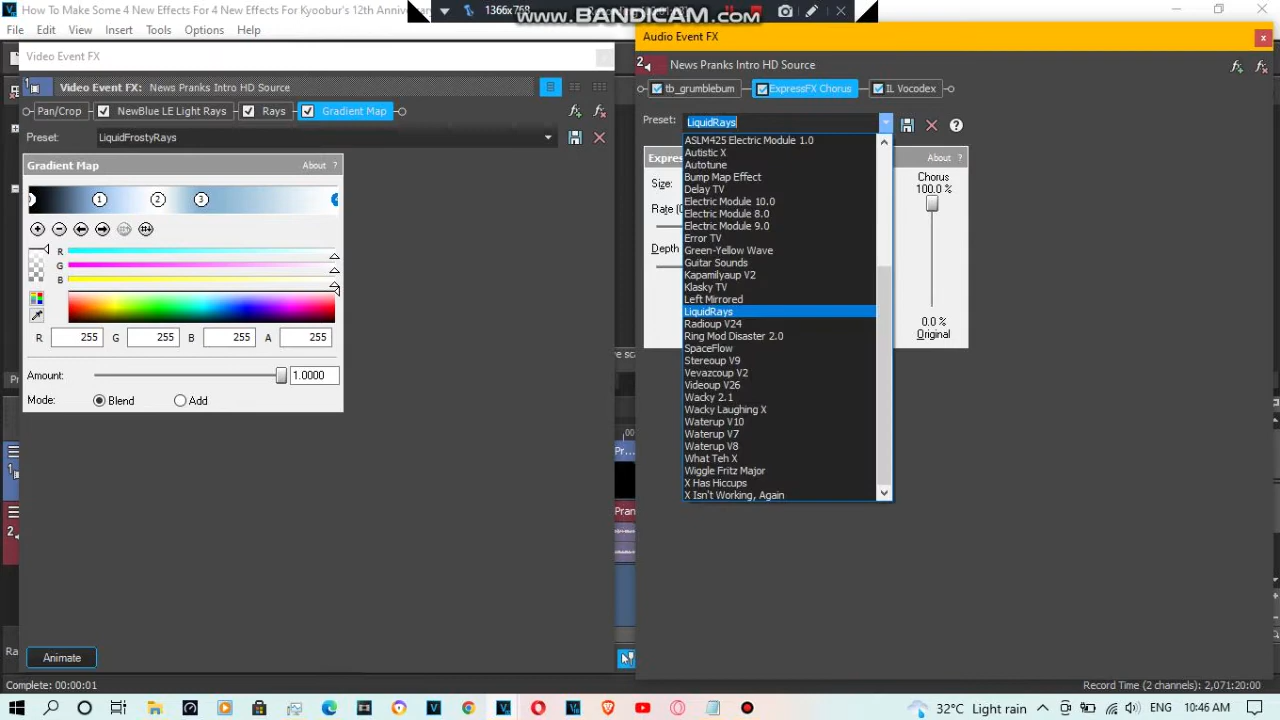 How To Make Some 4 New Effects For 4 New Effects For Kyoobur's 12th Anniver
1366x768
www.BANDICAM.com
File Edit View Insert Tools Options Help
Video Event FX
Video Event FX: News Pranks Intro HD Source
Pan/Crop NewBlue LE Light Rays Rays Gradient Map
Preset: LiquidFrostyRays
Gradient Map About ?
1 2 3
R
G
B
R 255 G 255 B 255 A 255
Amount: 1.0000
Mode: Blend Add
Animate
Complete: 00:00:01
Audio Event FX
News Pranks Intro HD Source
tb_grumblebum ExpressFX Chorus IL Vocodex
Preset: LiquidRays
ASLM425 Electric Module 1.0
Autistic X
Autotune
Bump Map Effect
Delay TV
Electric Module 10.0
Electric Module 8.0
Electric Module 9.0
Error TV
Green-Yellow Wave
Guitar Sounds
Kapamilyaup V2
Klasky TV
Left Mirrored
LiquidRays
Radioup V24
Ring Mod Disaster 2.0
SpaceFlow
Stereoup V9
Vevazcoup V2
Videoup V26
Wacky 2.1
Wacky Laughing X
Waterup V10
Waterup V7
Waterup V8
What Teh X
Wiggle Fritz Major
X Has Hiccups
X Isn't Working, Again
Expres
Size:
Rate (
Depth
About ?
Chorus
100.0 %
0.0 %
Original
Record Time (2 channels): 2,071:20:00
32°C Light rain ENG 10:46 AM